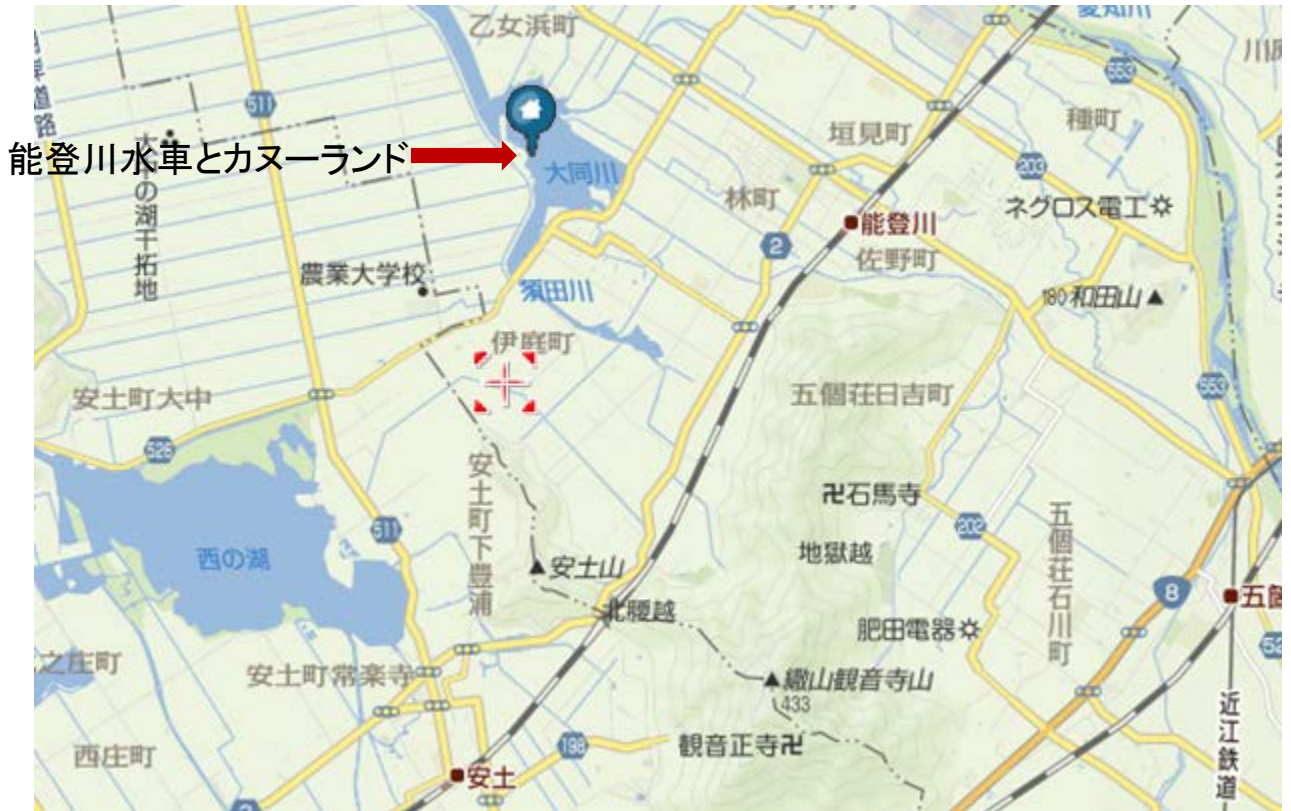 乙女浜町
愛知川
553
511
垣見町
種町
能登川水車とカヌーランド
大同川
203
林町
ネグロス電工
能登川
2
佐野町
農業大学校
須田川
180 和田山
伊庭町
553
安土町大中
五個荘日吉町
526
安土町下豊浦
石馬寺
202
511
五個荘石川町
西の湖
地獄越
安土山
8
北腰越
肥田電器
安土町常楽寺
繖山観音寺山
433
近江鉄道
198
観音正寺
西庄町
安土
2